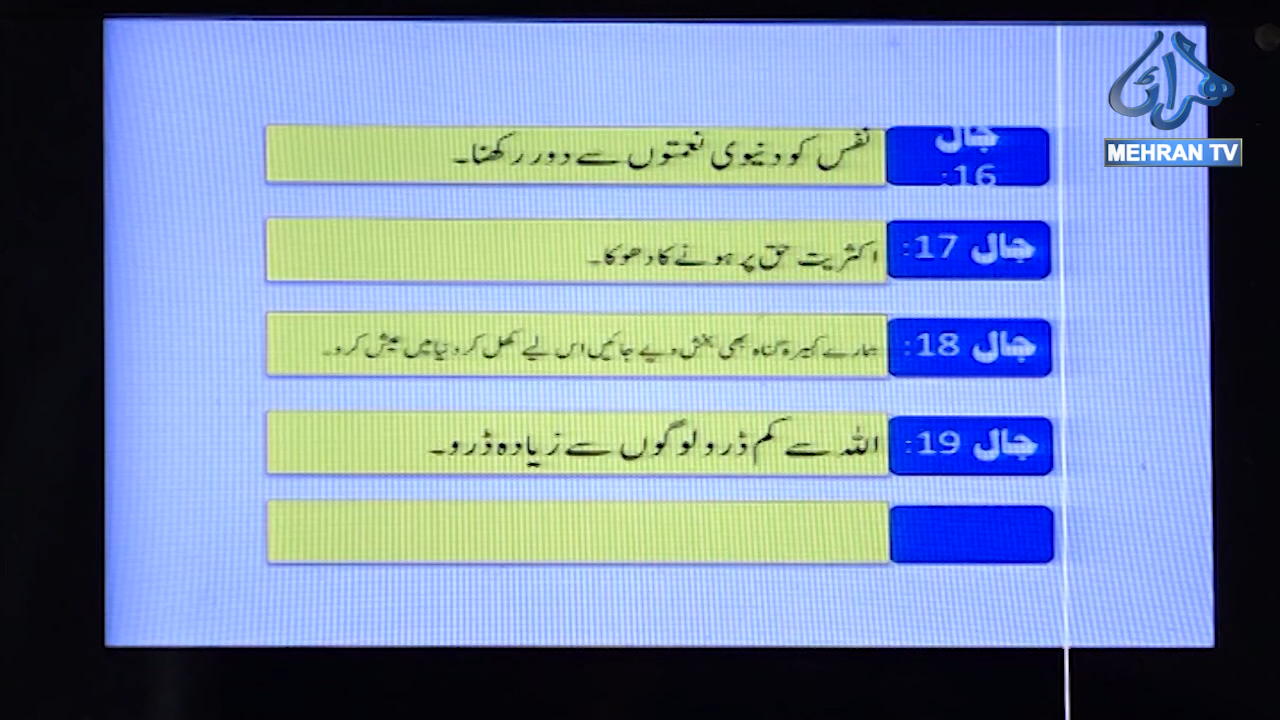 مہران
MEHRAN TV
جال 16:
نفس کو دنیوی نعمتوں سے دور رکھنا۔
جال 17:
اکثریت حق پر ہونے کا دھوکا۔
جال 18:
ہمارے کبیرہ گناہ بھی بخش دیے جائیں اس لیے کھل کر دنیا میں عیش کرو۔
جال 19:
اللہ سے کم ڈرو لوگوں سے زیادہ ڈرو۔